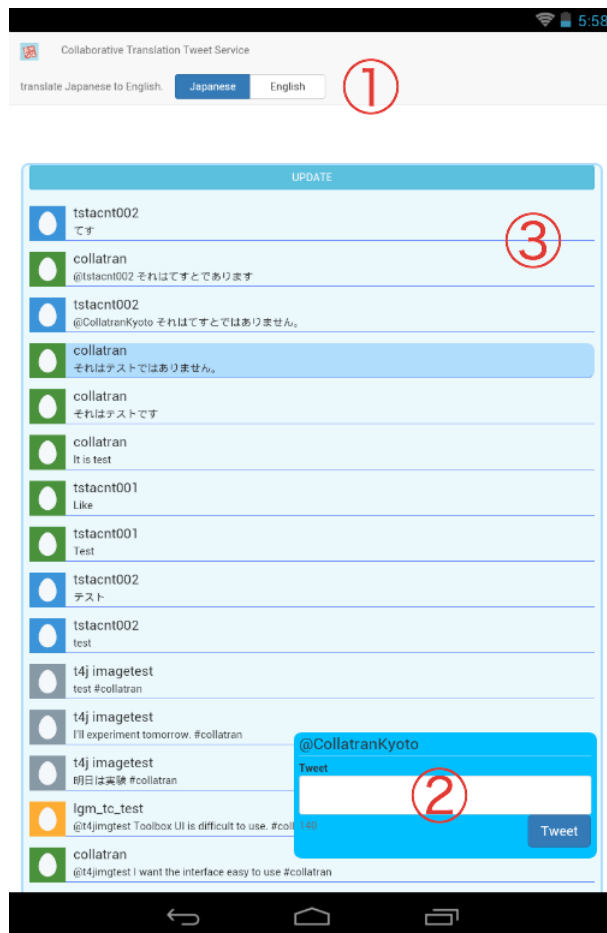 5:58
Collaborative Translation Tweet Service
translate Japanese to English. Japanese English
①
UPDATE
tstacnt002
てす
③
collatran
@tstacnt002 それはてすとであります
tstacnt002
@CollatranKyoto それはてすとではありません。
collatran
それはテストではありません。
collatran
それはテストです
collatran
It is test
tstacnt001
Like
tstacnt001
Test
tstacnt002
テスト
tstacnt002
test
t4j imagetest
test #collatran
t4j imagetest
I'll experiment tomorrow. #collatran
t4j imagetest
明日は実験 #collatran
lgm_tc_test
@t4jimgtest Toolbox UI is difficult to use. #coll
collatran
@t4jimgtest I want the interface easy to use #collatran
@CollatranKyoto
Tweet
②
140
Tweet